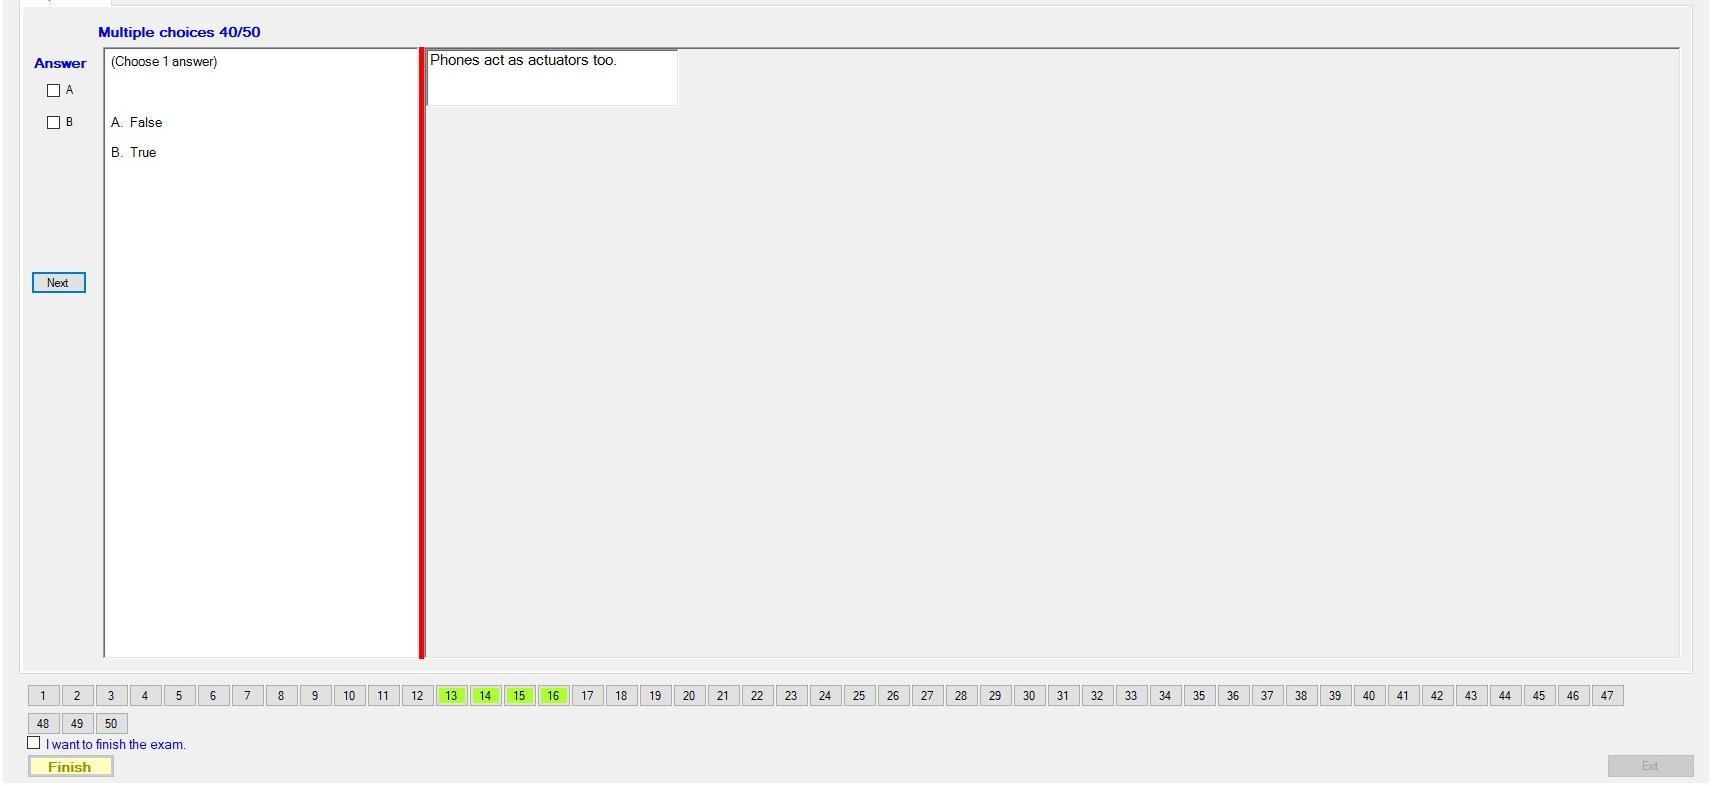 Multiple choices 40/50
Answer
(Choose 1 answer)
Phones act as actuators too.
A
B
A. False
B. True
Next
1 2 3 4 5 6 7 8 9 10 11 12 13 14 15 16 17 18 19 20 21 22 23 24 25 26 27 28 29 30 31 32 33 34 35 36 37 38 39 40 41 42 43 44 45 46 47
48 49 50
I want to finish the exam.
Finish
Exit